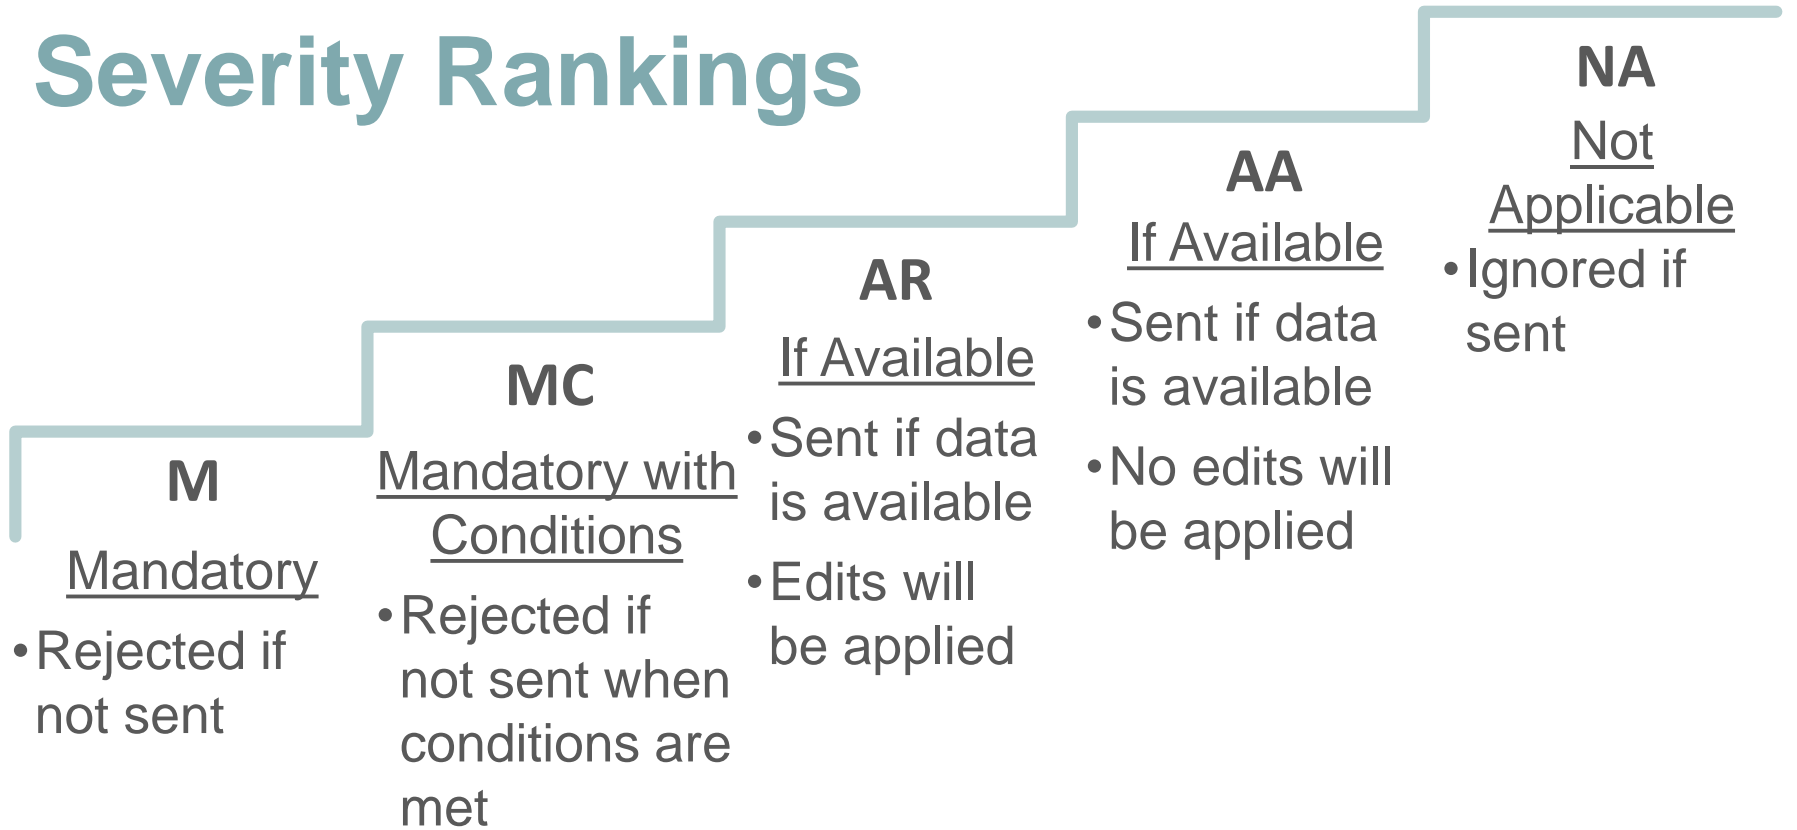 Severity Rankings
M
Mandatory
•Rejected if
not sent
MC
Mandatory with
Conditions
•Rejected if
not sent when
conditions are
met
AR
If Available
•Sent if data
is available
•Edits will
be applied
AA
If Available
•Sent if data
is available
•No edits will
be applied
NA
Not
Applicable
•Ignored if
sent